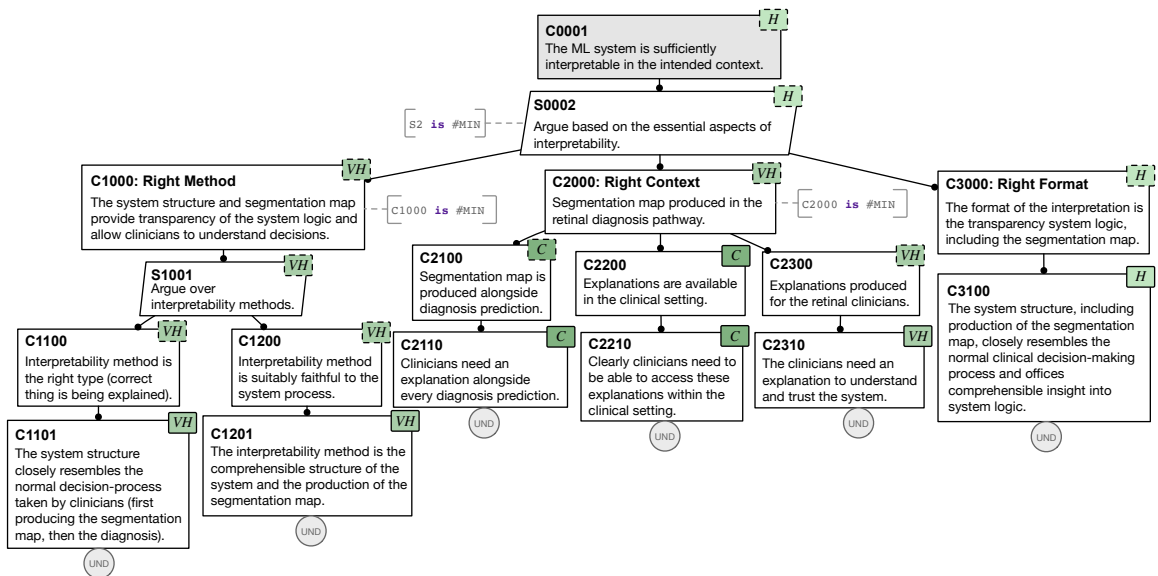 H
C0001
The ML system is sufficiently
interpretable in the intended context.
H
S0002
Argue based on the essential aspects of
interpretability.
S2 is #MIN
VH
C1000: Right Method
The system structure and segmentation map
provide transparency of the system logic and
allow clinicians to understand decisions.
C1000 is #MIN
VH
C2000: Right Context
Segmentation map produced in the
retinal diagnosis pathway.
C2000 is #MIN
H
C3000: Right Format
The format of the interpretation is
the transparency system logic,
including the segmentation map.
VH
S1001
Argue over
interpretability methods.
C
C2100
Segmentation map is
produced alongside
diagnosis prediction.
C
C2200
Explanations are available
in the clinical setting.
VH
C2300
Explanations produced
for the retinal clinicians.
H
C3100
The system structure, including
production of the segmentation
map, closely resembles the
normal clinical decision-making
process and offices
comprehensible insight into
system logic.
UND
VH
C1100
Interpretability method is
the right type (correct
thing is being explained).
VH
C1200
Interpretability method
is suitably faithful to the
system process.
C
C2110
Clinicians need an
explanation alongside
every diagnosis prediction.
UND
C
C2210
Clearly clinicians need to
be able to access these
explanations within the
clinical setting.
UND
VH
C2310
The clinicians need an
explanation to understand
and trust the system.
UND
VH
C1101
The system structure
closely resembles the
normal decision-process
taken by clinicians (first
producing the segmentation
map, then the diagnosis).
UND
VH
C1201
The interpretability method is the
comprehensible structure of the
system and the production of the
segmentation map.
UND